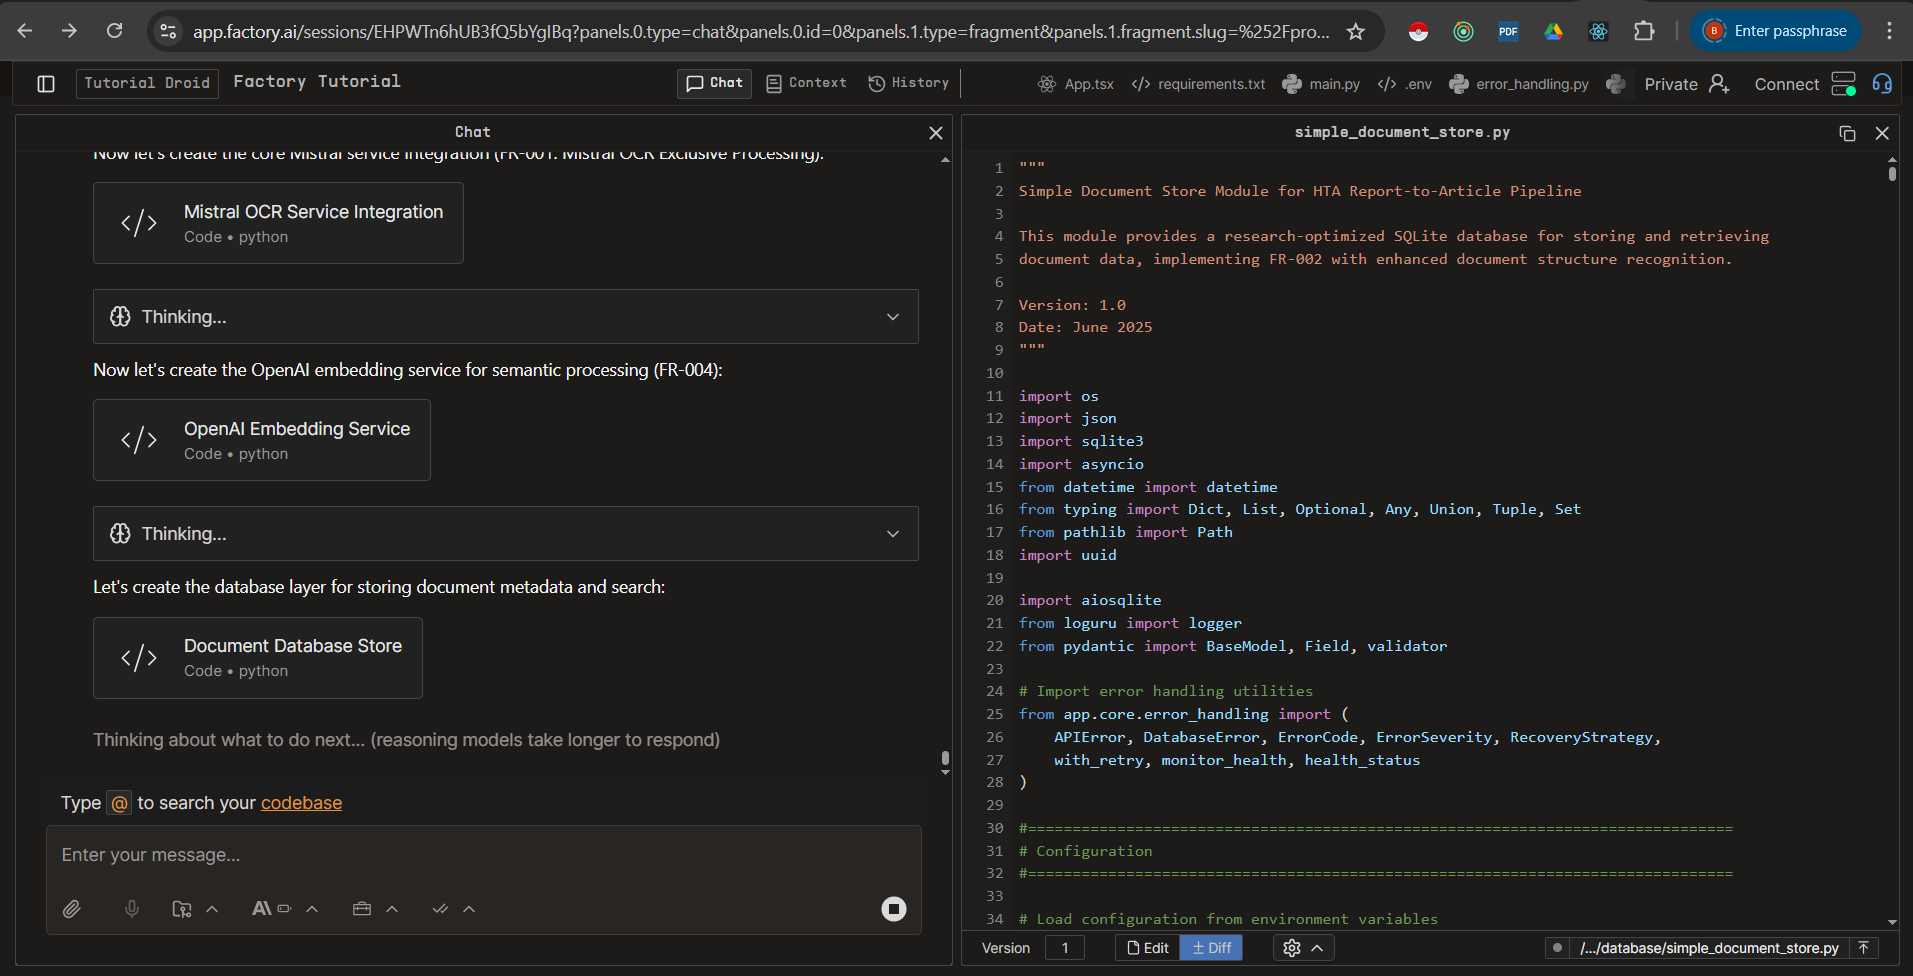 app.factory.ai/sessions/EHPWTn6hUB3fQ5bYgIBq?panels.0.type=chat&panels.0.id=0&panels.1.type=fragment&panels.1.fragment.slug=%252Fpro...
PDF
B
Enter passphrase
Tutorial Droid
Factory Tutorial
Chat
Context
History
App.tsx
requirements.txt
main.py
.env
error_handling.py
Private
Connect
Chat
Now let's create the core Mistral service integration (FR-001: Mistral OCR Exclusive Processing):
</>
Mistral OCR Service Integration
Code • python
Thinking...
Now let's create the OpenAI embedding service for semantic processing (FR-004):
</>
OpenAI Embedding Service
Code • python
Thinking...
Let's create the database layer for storing document metadata and search:
</>
Document Database Store
Code • python
Thinking about what to do next... (reasoning models take longer to respond)
Type @ to search your codebase
Enter your message...
simple_document_store.py
1 """
2 Simple Document Store Module for HTA Report-to-Article Pipeline
3
4 This module provides a research-optimized SQLite database for storing and retrieving
5 document data, implementing FR-002 with enhanced document structure recognition.
6
7 Version: 1.0
8 Date: June 2025
9 """
10
11 import os
12 import json
13 import sqlite3
14 import asyncio
15 from datetime import datetime
16 from typing import Dict, List, Optional, Any, Union, Tuple, Set
17 from pathlib import Path
18 import uuid
19
20 import aiosqlite
21 from loguru import logger
22 from pydantic import BaseModel, Field, validator
23
24 # Import error handling utilities
25 from app.core.error_handling import (
26     APIError, DatabaseError, ErrorCode, ErrorSeverity, RecoveryStrategy,
27     with_retry, monitor_health, health_status
28 )
29
30 #===============================================================================
31 # Configuration
32 #===============================================================================
33
34 # Load configuration from environment variables
Version 1
Edit
± Diff
/.../database/simple_document_store.py